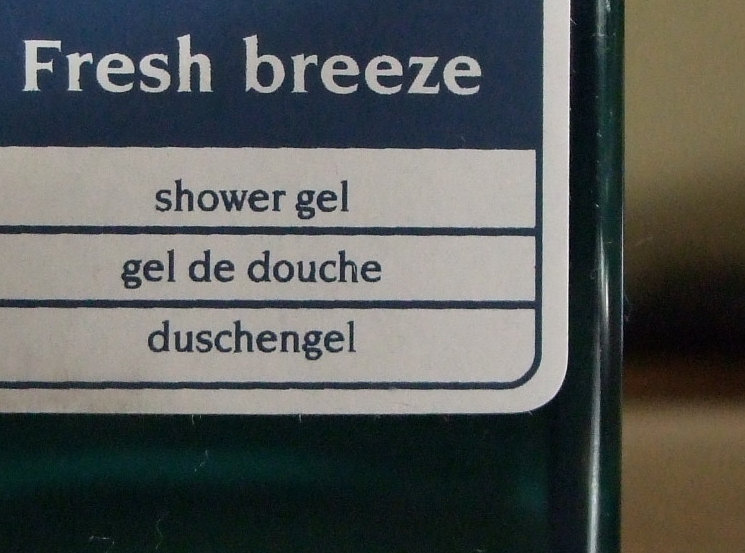 Fresh breeze
shower gel
gel de douche
duschengel